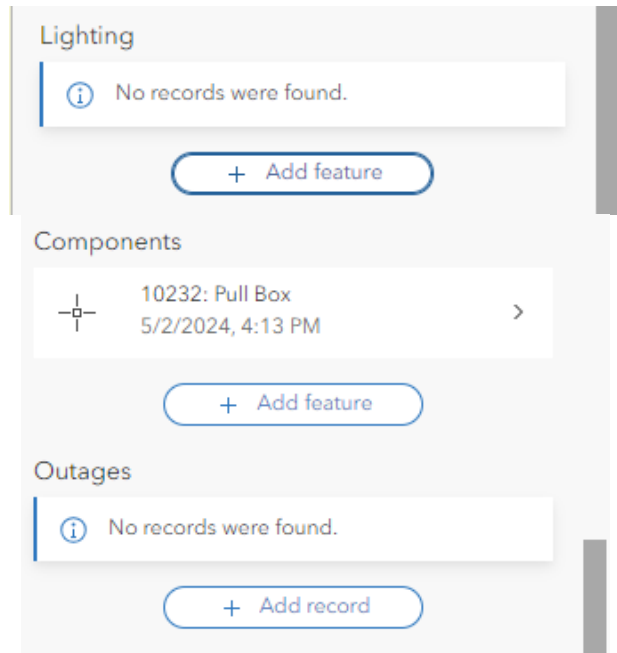 Lighting
No records were found.
+ Add feature
Components
10232: Pull Box
5/2/2024, 4:13 PM
+ Add feature
Outages
No records were found.
+ Add record